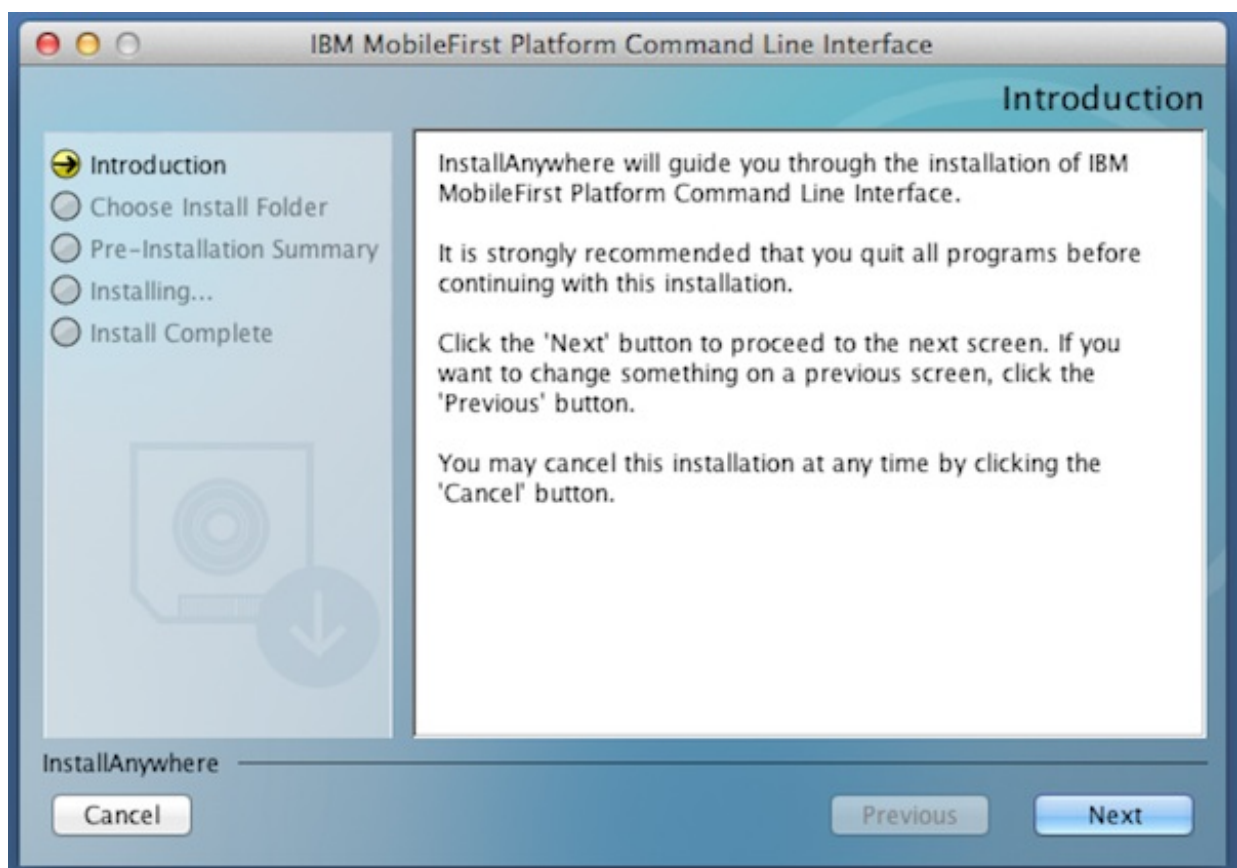 IBM MobileFirst Platform Command Line Interface
Introduction
Introduction
Choose Install Folder
Pre-Installation Summary
Installing...
Install Complete
InstallAnywhere will guide you through the installation of IBM
MobileFirst Platform Command Line Interface.
It is strongly recommended that you quit all programs before
continuing with this installation.
Click the 'Next' button to proceed to the next screen. If you
want to change something on a previous screen, click the
'Previous' button.
You may cancel this installation at any time by clicking the
'Cancel' button.
InstallAnywhere
Cancel
Previous
Next